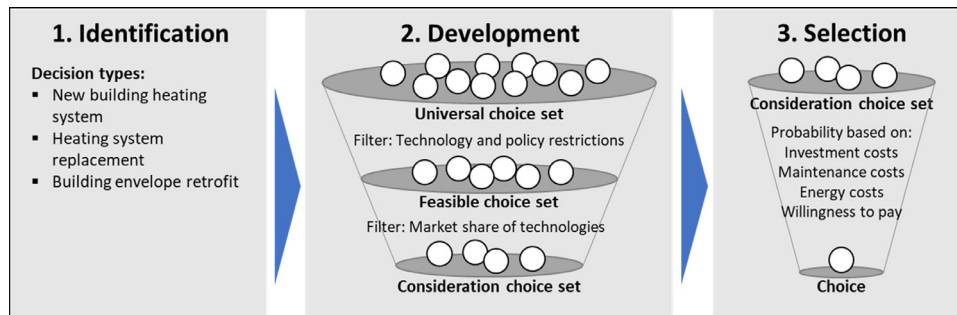 1. Identification
Decision types:
▪ New building heating
system
▪ Heating system
replacement
▪ Building envelope retrofit
2. Development
Universal choice set
Filter: Technology and policy restrictions
Feasible choice set
Filter: Market share of technologies
Consideration choice set
3. Selection
Consideration choice set
Probability based on:
Investment costs
Maintenance costs
Energy costs
Willingness to pay
Choice